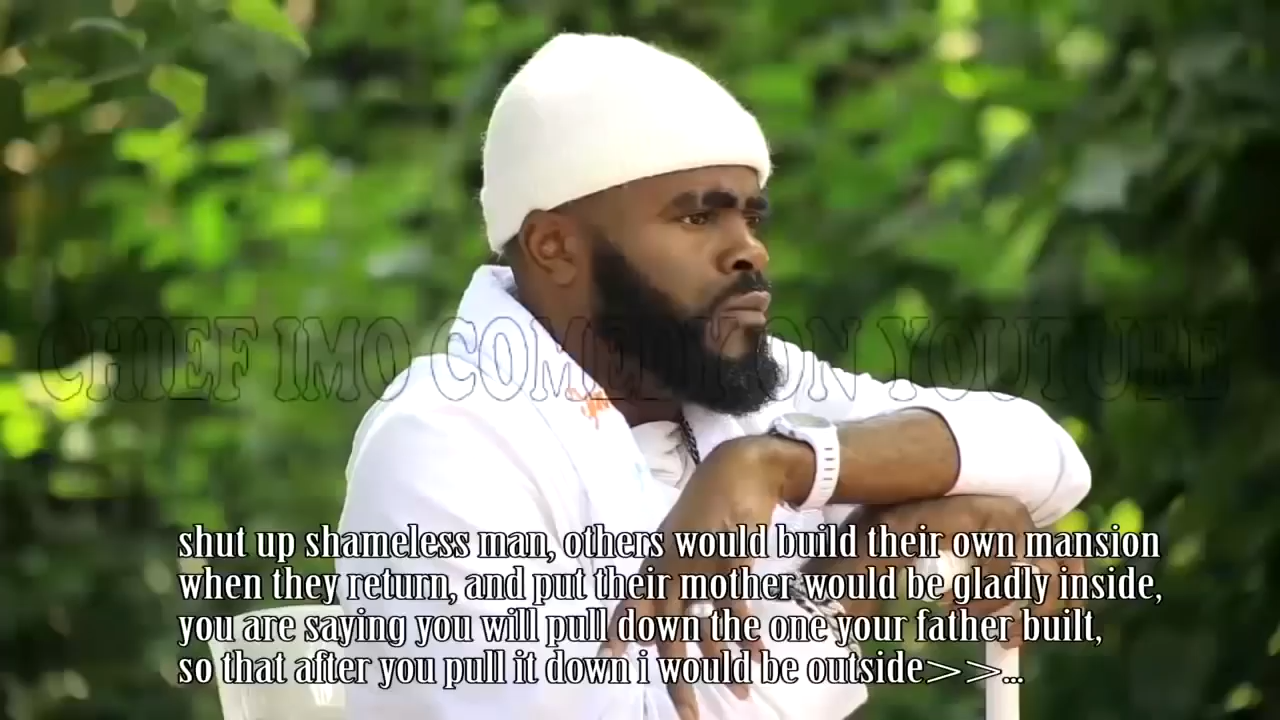 CHIEF IMO COMEDY ON YOUTUBE
shut up shameless man, others would build their own mansion
when they return, and put their mother would be gladly inside,
you are saying you will pull down the one your father built,
so that after you pull it down i would be outside>>...